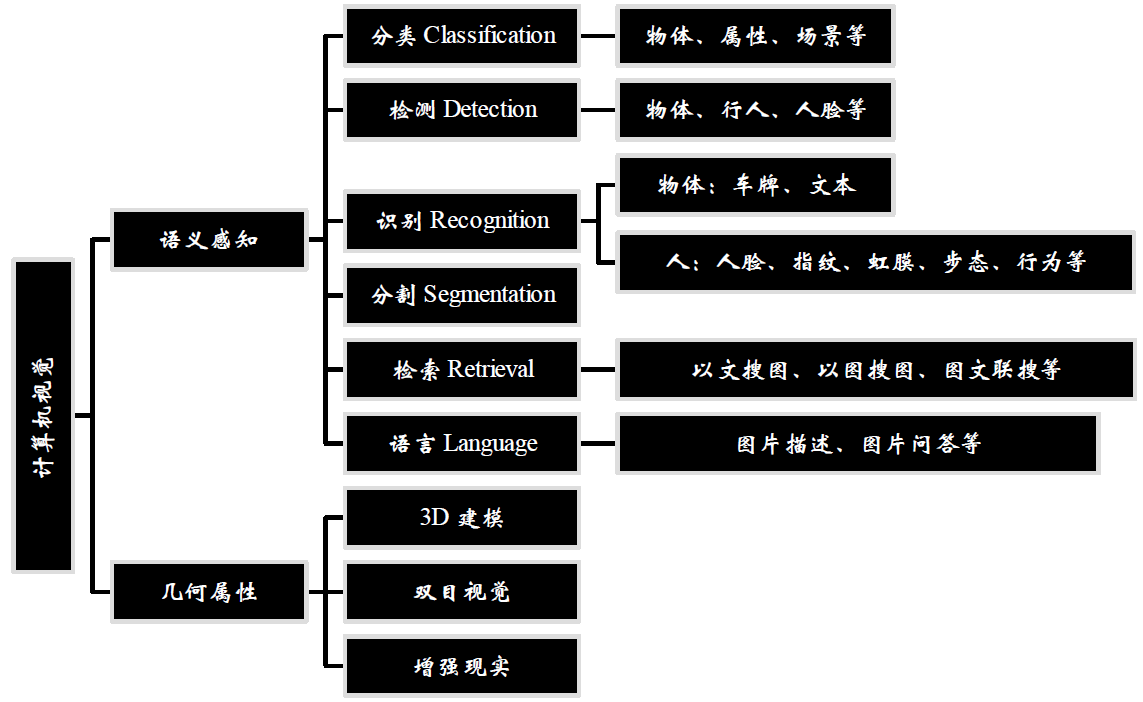 计算机视觉
语义感知
分类 Classification
物体、属性、场景等
检测 Detection
物体、行人、人脸等
识别 Recognition
物体：车牌、文本
人：人脸、指纹、虹膜、步态、行为等
分割 Segmentation
检索 Retrieval
以文搜图、以图搜图、图文联搜等
语言 Language
图片描述、图片问答等
几何属性
3D 建模
双目视觉
增强现实